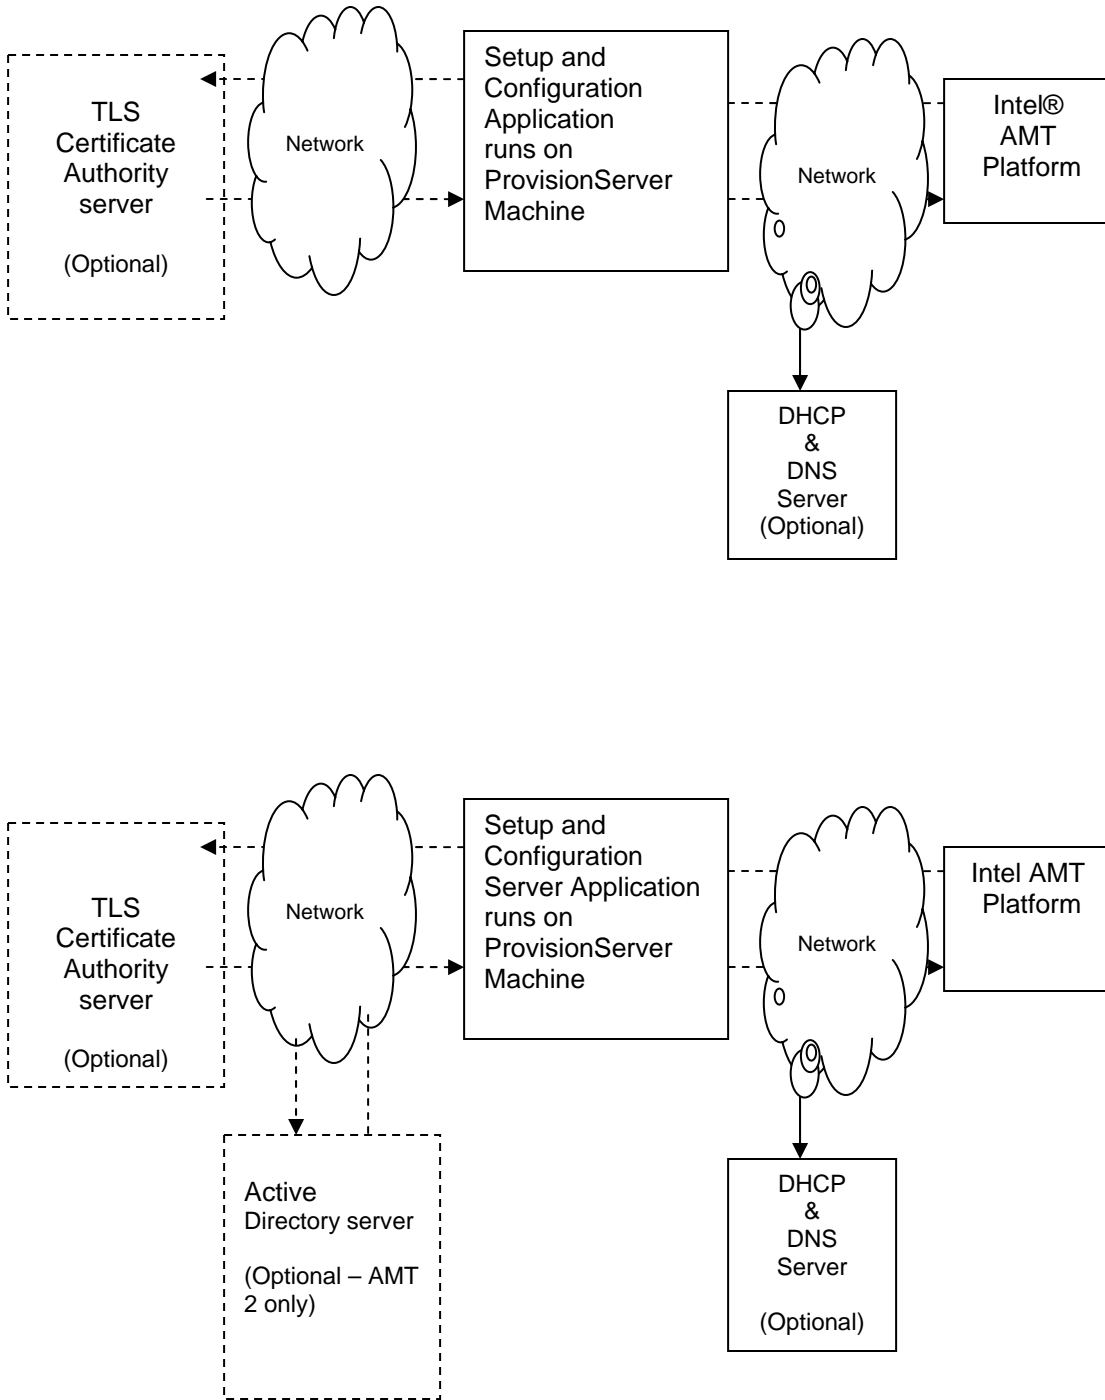 TLS
Certificate
Authority
server
(Optional)
Network
Setup and
Configuration
Application
runs on
ProvisionServer
Machine
Network
Intel®
AMT
Platform
DHCP
&
DNS
Server
(Optional)
TLS
Certificate
Authority
server
(Optional)
Network
Setup and
Configuration
Server Application
runs on
ProvisionServer
Machine
Network
Intel AMT
Platform
Active
Directory server
(Optional – AMT
2 only)
DHCP
&
DNS
Server
(Optional)